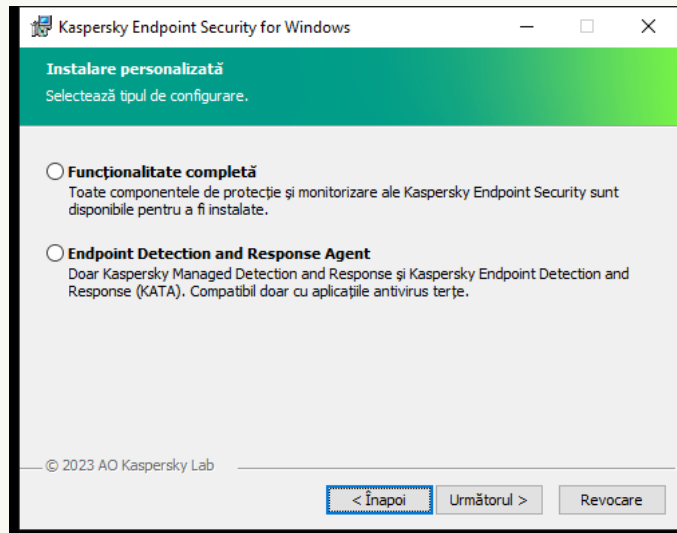 Kaspersky Endpoint Security for Windows
Instalare personalizată
Selectează tipul de configurare.
Funcționalitate completă
Toate componentele de protecție și monitorizare ale Kaspersky Endpoint Security sunt
disponibile pentru a fi instalate.
Endpoint Detection and Response Agent
Doar Kaspersky Managed Detection and Response și Kaspersky Endpoint Detection and
Response (KATA). Compatibil doar cu aplicațiile antivirus terțe.
© 2023 AO Kaspersky Lab
< Înapoi Următorul > Revocare